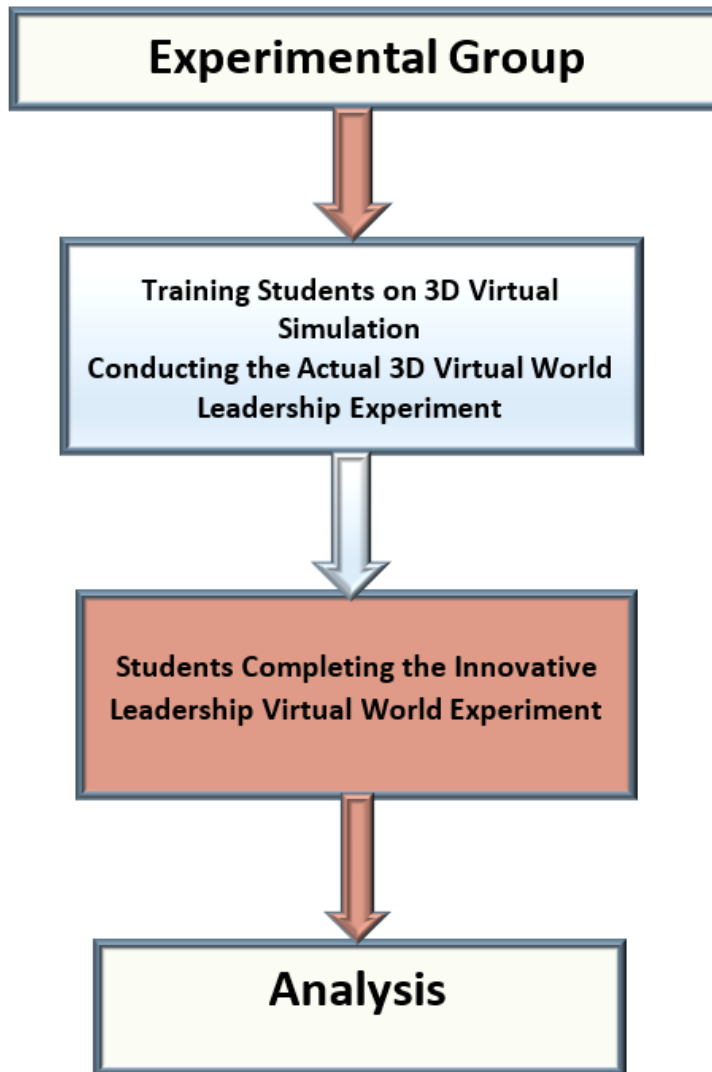 Experimental Group
Training Students on 3D Virtual
Simulation
Conducting the Actual 3D Virtual World
Leadership Experiment
Students Completing the Innovative
Leadership Virtual World Experiment
Analysis